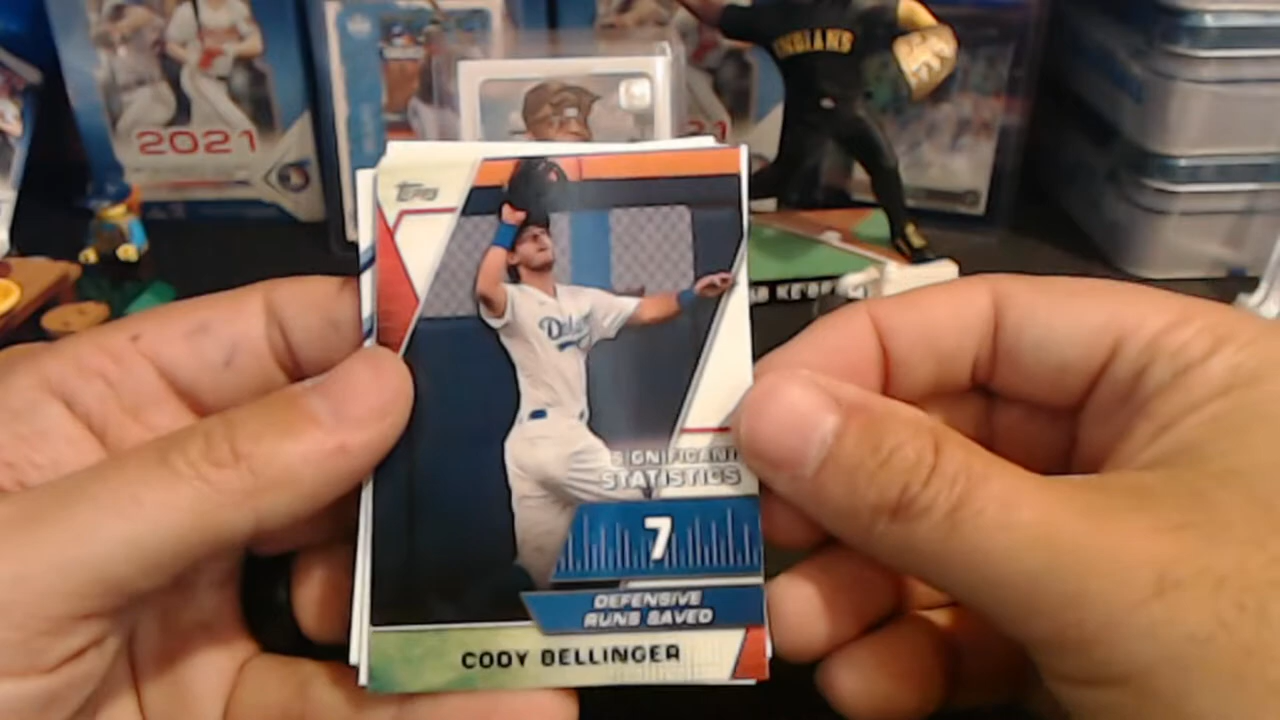 INDIANS
2021
Topps
Dodgers
SIGNIFICANT
STATISTICS
7
DEFENSIVE
RUNS SAVED
CODY BELLINGER